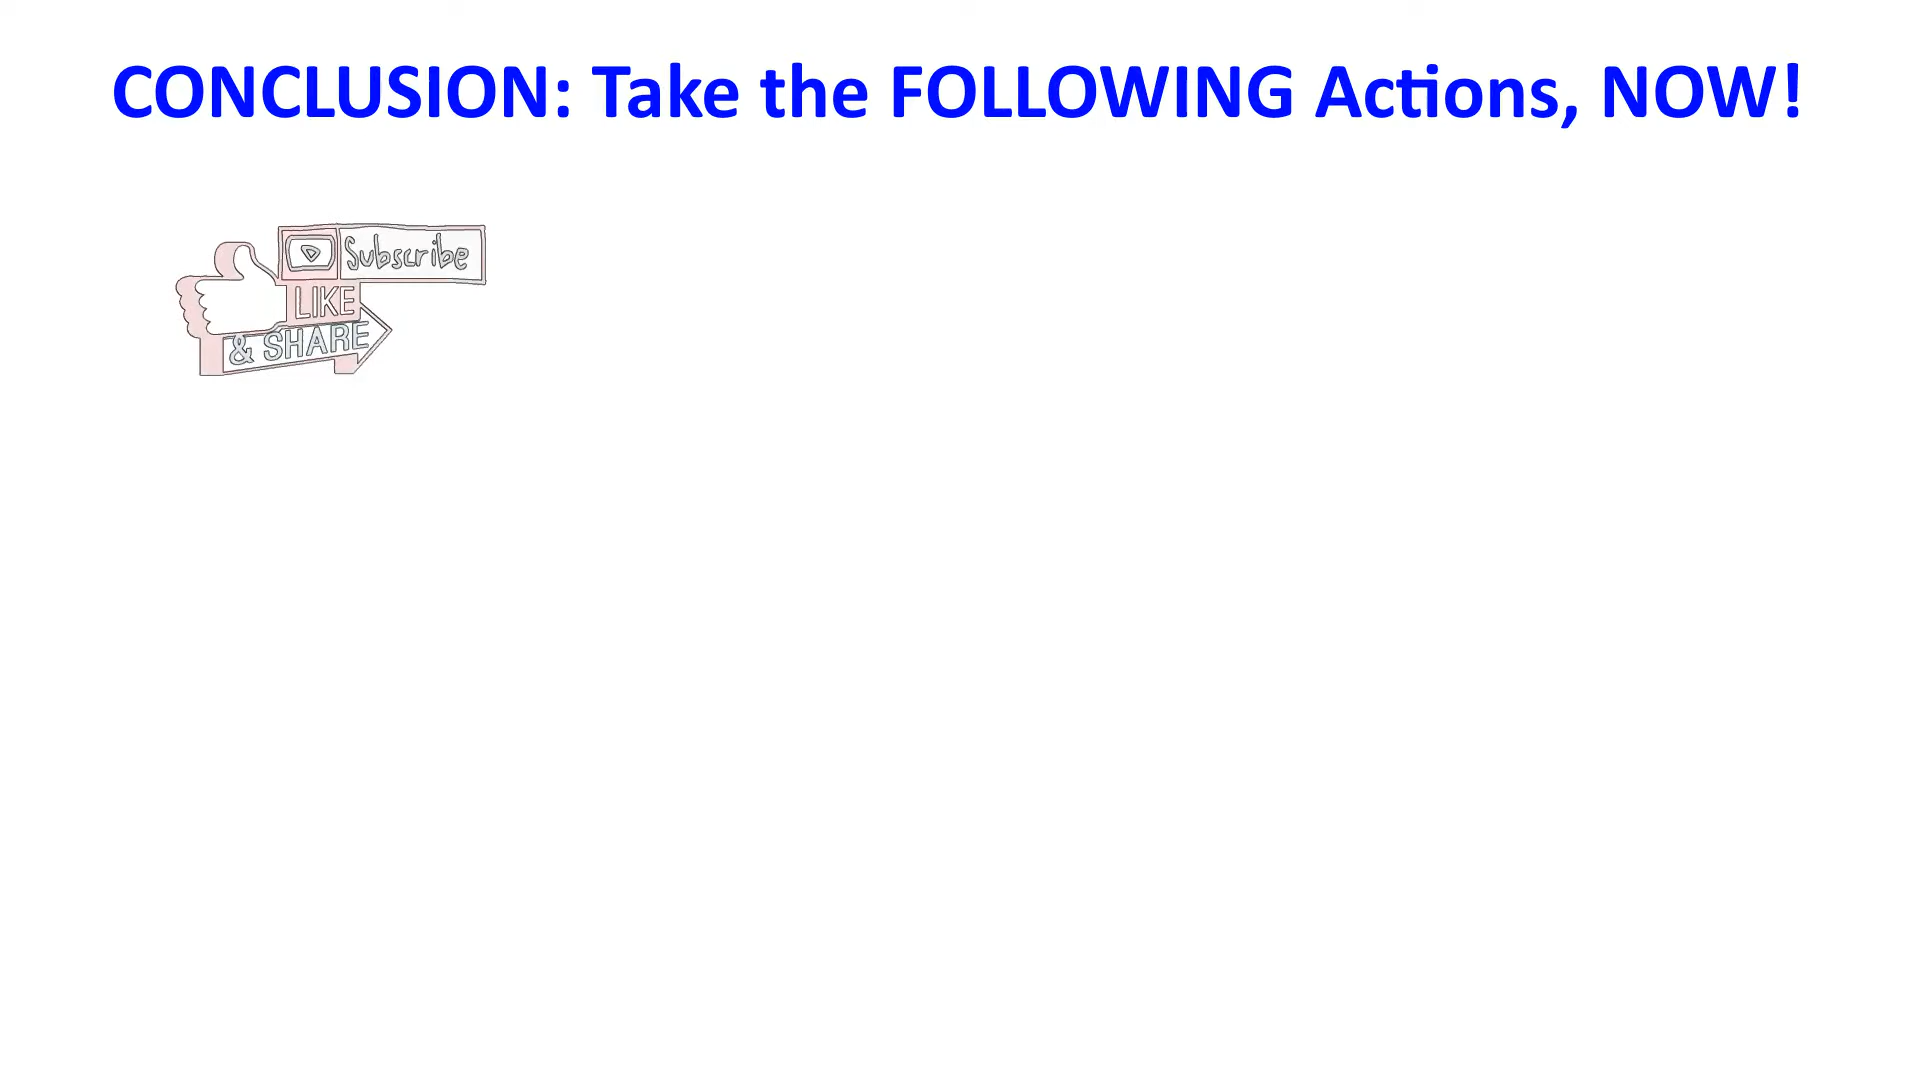 CONCLUSION: Take the FOLLOWING Actions, NOW!
Subscribe
LIKE
& SHARE